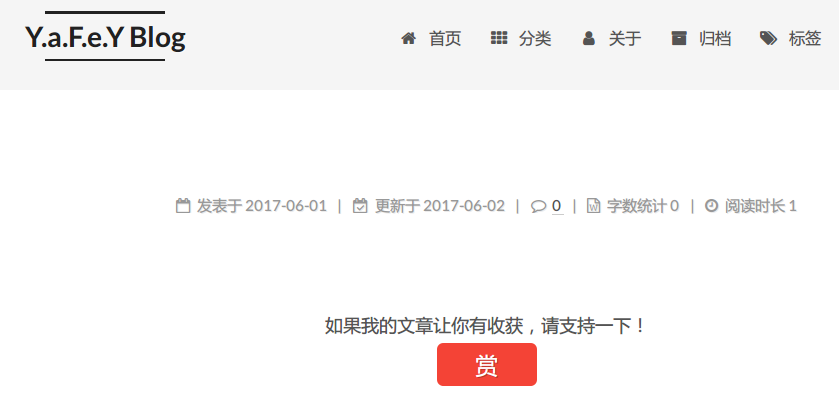 Y.a.F.e.Y Blog 首页 分类 关于 归档 标签
发表于 2017-06-01 | 更新于 2017-06-02 | 0 | 字数统计 0 | 阅读时长 1
如果我的文章让你有收获，请支持一下！
赏